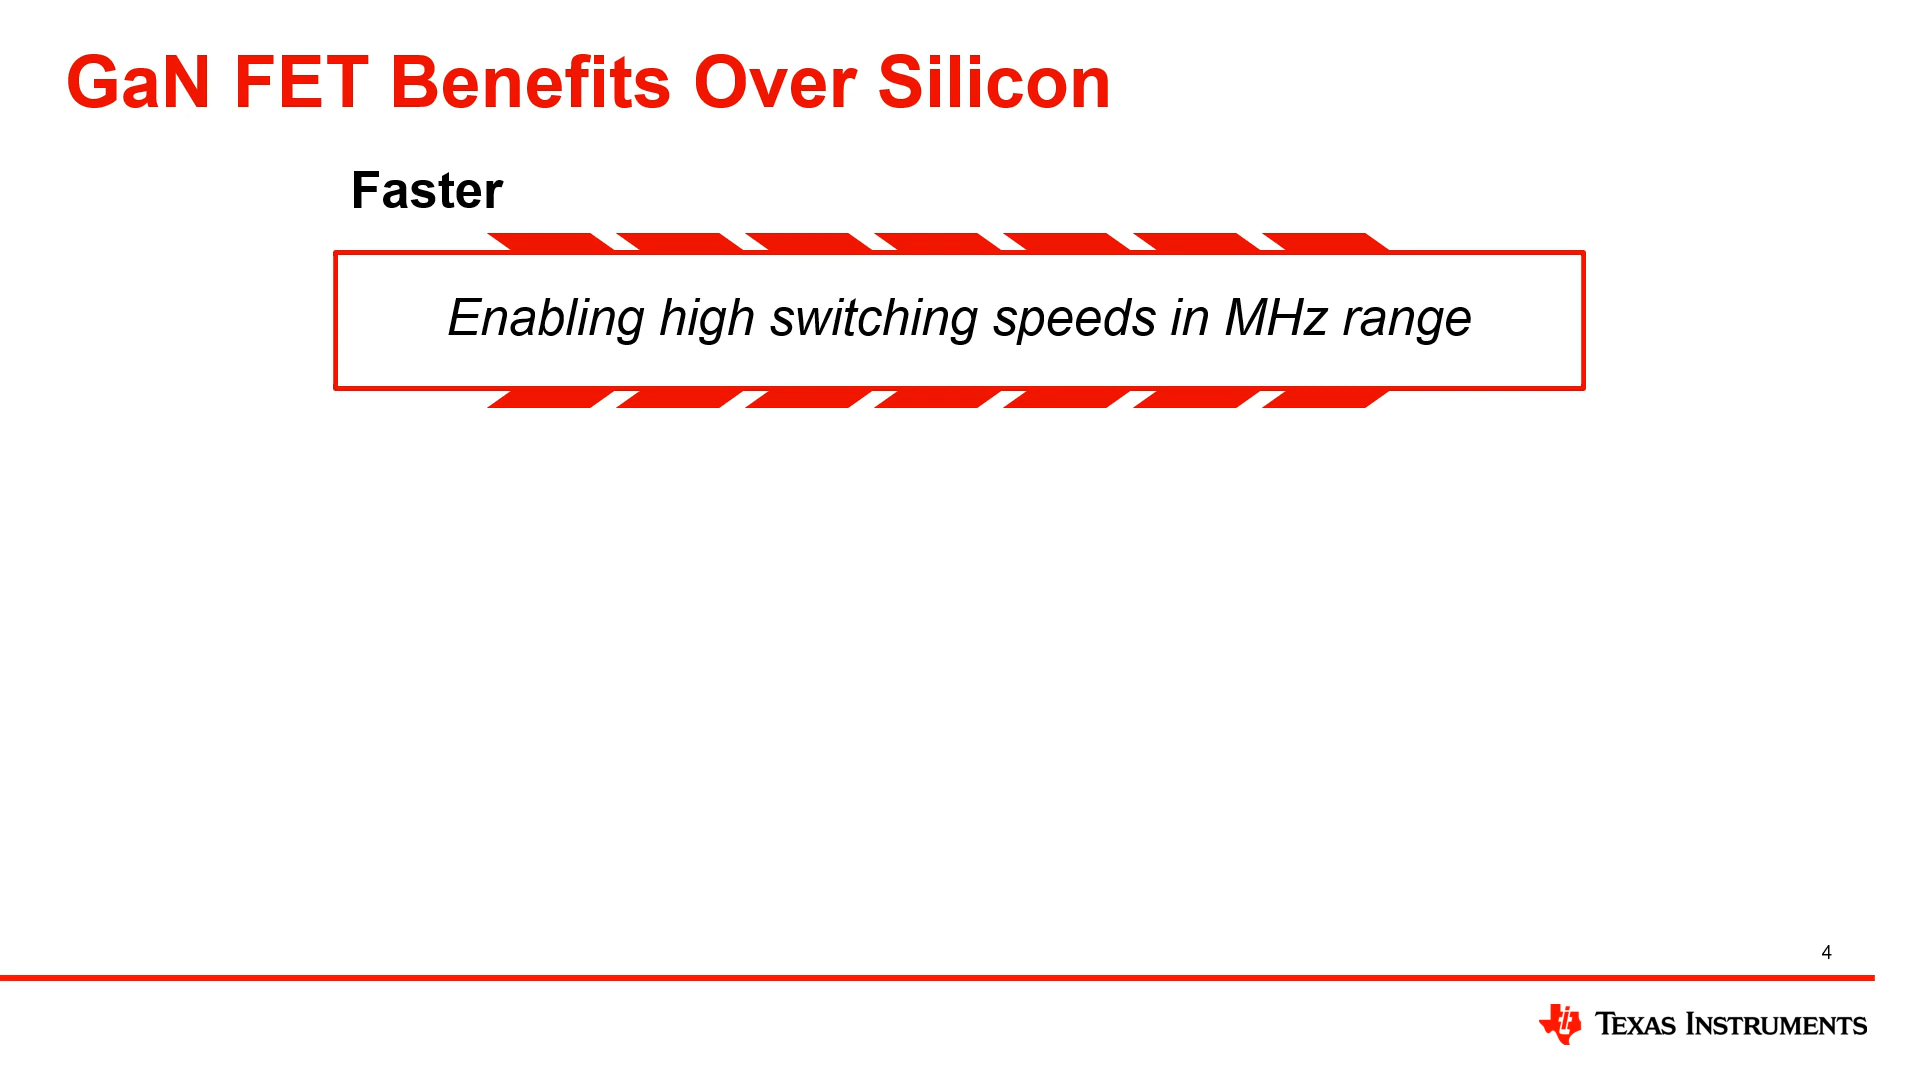 GaN FET Benefits Over Silicon
Faster
Enabling high switching speeds in MHz range
4
TEXAS INSTRUMENTS